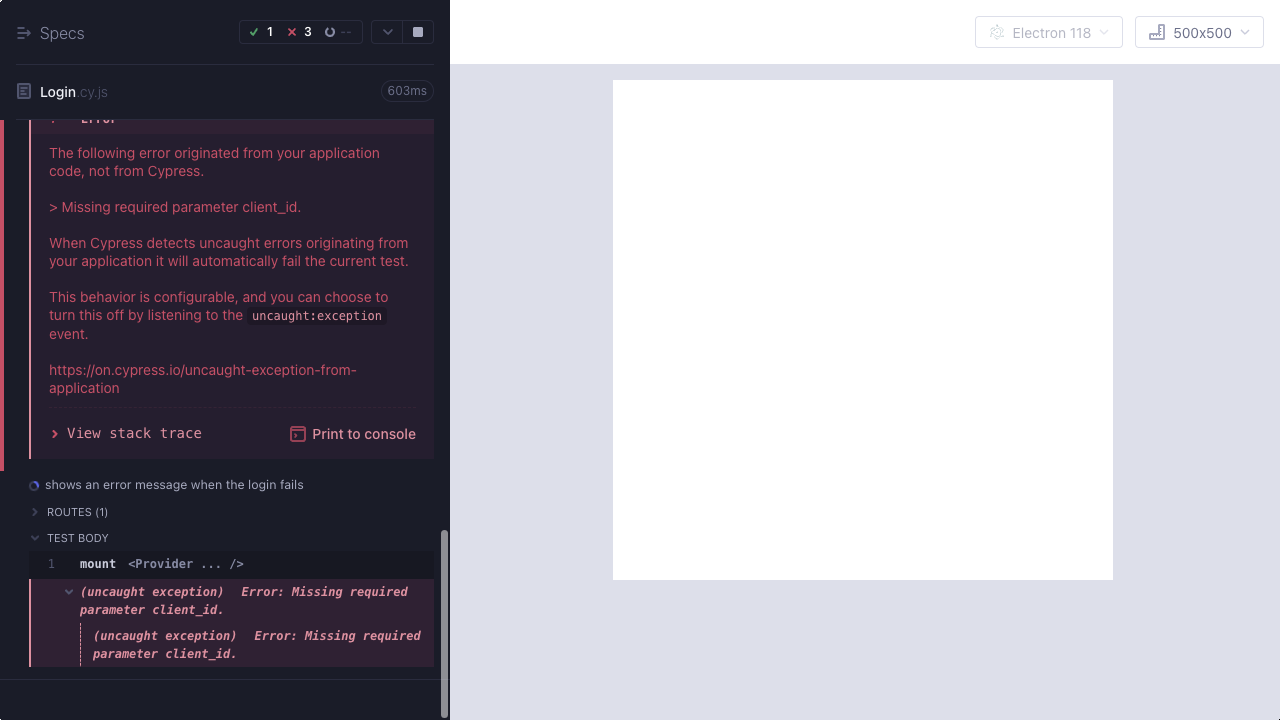 Specs
1 3 --
Electron 118
500x500
Login.cy.js
603ms
Error
The following error originated from your application
code, not from Cypress.
> Missing required parameter client_id.
When Cypress detects uncaught errors originating from
your application it will automatically fail the current test.
This behavior is configurable, and you can choose to
turn this off by listening to the uncaught:exception
event.
https://on.cypress.io/uncaught-exception-from-
application
View stack trace
Print to console
shows an error message when the login fails
ROUTES (1)
TEST BODY
1 mount <Provider ... />
(uncaught exception) Error: Missing required
parameter client_id.
(uncaught exception) Error: Missing required
parameter client_id.